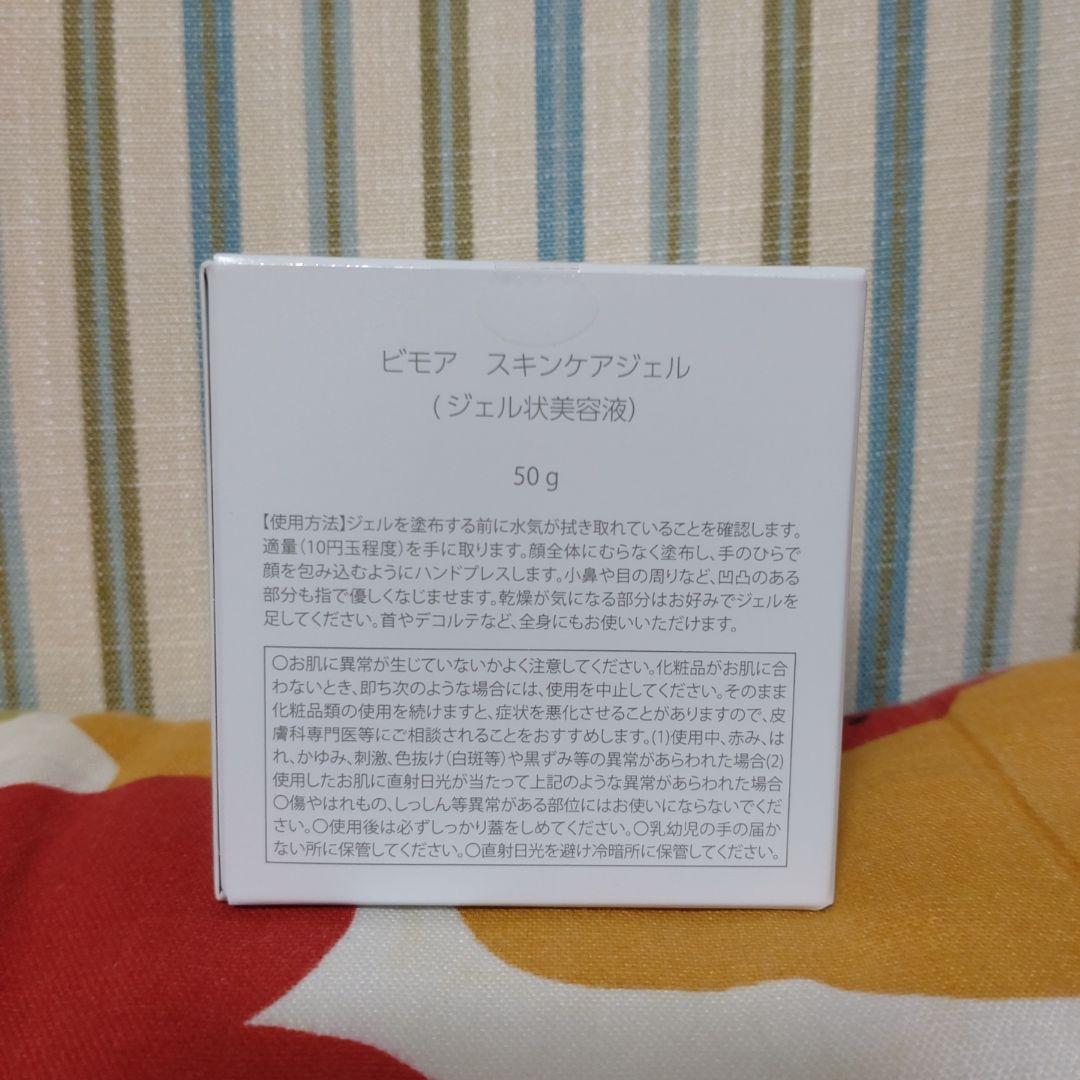 ビモア　スキンケアジェル
(ジェル状美容液)
50 g
【使用方法】ジェルを塗布する前に水気が拭き取れていることを確認します。
適量(10円玉程度)を手に取ります。顔全体にむらなく塗布し、手のひらで
顔を包み込むようにハンドプレスします。小鼻や目の周りなど、凹凸のある
部分も指で優しくなじませます。乾燥が気になる部分はお好みでジェルを
足してください。首やデコルテなど、全身にもお使いいただけます。
○お肌に異常が生じていないかよく注意してください。化粧品がお肌に合
わないとき、即ち次のような場合には、使用を中止してください。そのまま
化粧品類の使用を続けますと、症状を悪化させることがありますので、皮
膚科専門医等にご相談されることをおすすめします。(1)使用中、赤み、は
れ、かゆみ、刺激、色抜け(白斑等)や黒ずみ等の異常があらわれた場合(2)
使用したお肌に直射日光が当たって上記のような異常があらわれた場合
○傷やはれもの、しっしん等異常がある部位にはお使いにならないでくだ
さい。○使用後は必ずしっかり蓋をしめてください。○乳幼児の手の届か
ない所に保管してください。○直射日光を避け冷暗所に保管してください。